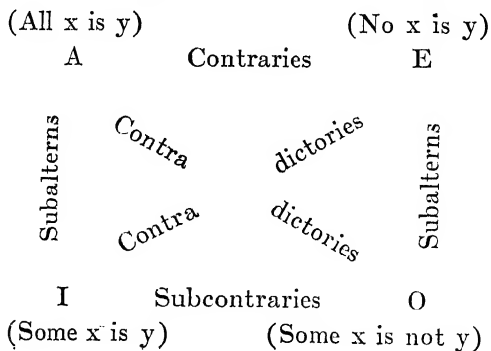 (All x is y) (No x is y)
A Contraries E
Subalterns Contra dictories Subalterns
Contra dictories
I Subcontraries O
(Some x is y) (Some x is not y)